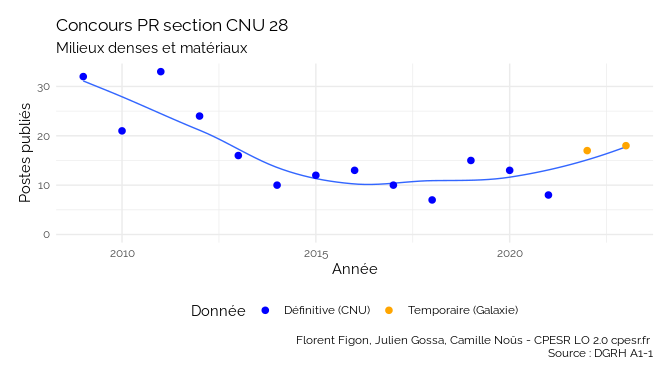 Concours PR section CNU 28
Milieux denses et matériaux
Postes publiés
30
20
10
0
2010
2015
2020
Année
Donnée
Définitive (CNU)
Temporaire (Galaxie)
Florent Figon, Julien Gossa, Camille Noûs - CPESR LO 2.0 cpesr.fr
Source : DGRH A1-1